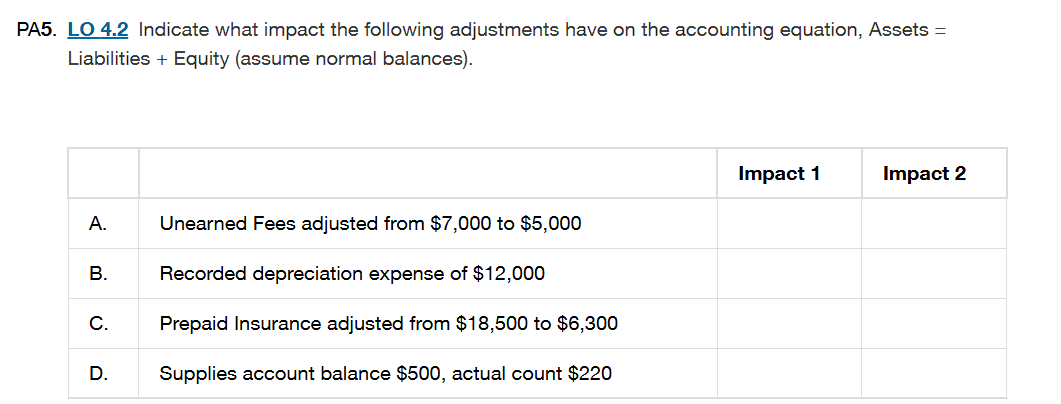 PA5. LO 4.2 Indicate what impact the following adjustments have on the accounting equation, Assets =
Liabilities + Equity (assume normal balances).
Impact 1 Impact 2
A. Unearned Fees adjusted from $7,000 to $5,000
B. Recorded depreciation expense of $12,000
C. Prepaid Insurance adjusted from $18,500 to $6,300
D. Supplies account balance $500, actual count $220